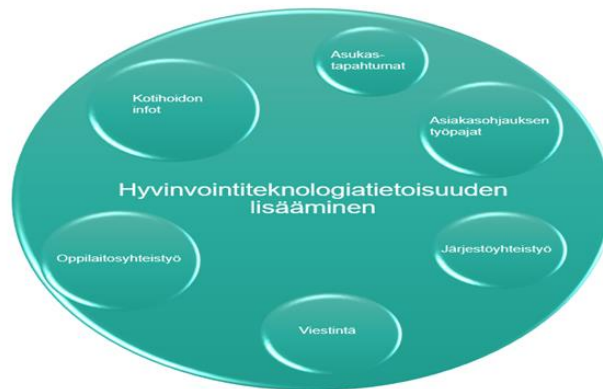 Asukas-
tapahtumat
Kotihoidon
infot
Asiakasohjauksen
työpajat
Hyvinvointiteknologiatietoisuuden
lisääminen
Oppilaitosyhteistyö
Järjestöyhteistyö
Viestintä